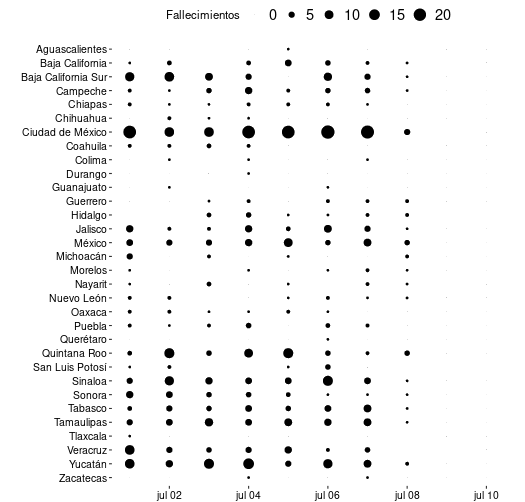 Fallecimientos 0 5 10 15 20
Aguascalientes
Baja California
Baja California Sur
Campeche
Chiapas
Chihuahua
Ciudad de México
Coahuila
Colima
Durango
Guanajuato
Guerrero
Hidalgo
Jalisco
México
Michoacán
Morelos
Nayarit
Nuevo León
Oaxaca
Puebla
Querétaro
Quintana Roo
San Luis Potosí
Sinaloa
Sonora
Tabasco
Tamaulipas
Tlaxcala
Veracruz
Yucatán
Zacatecas
jul 02 jul 04 jul 06 jul 08 jul 10